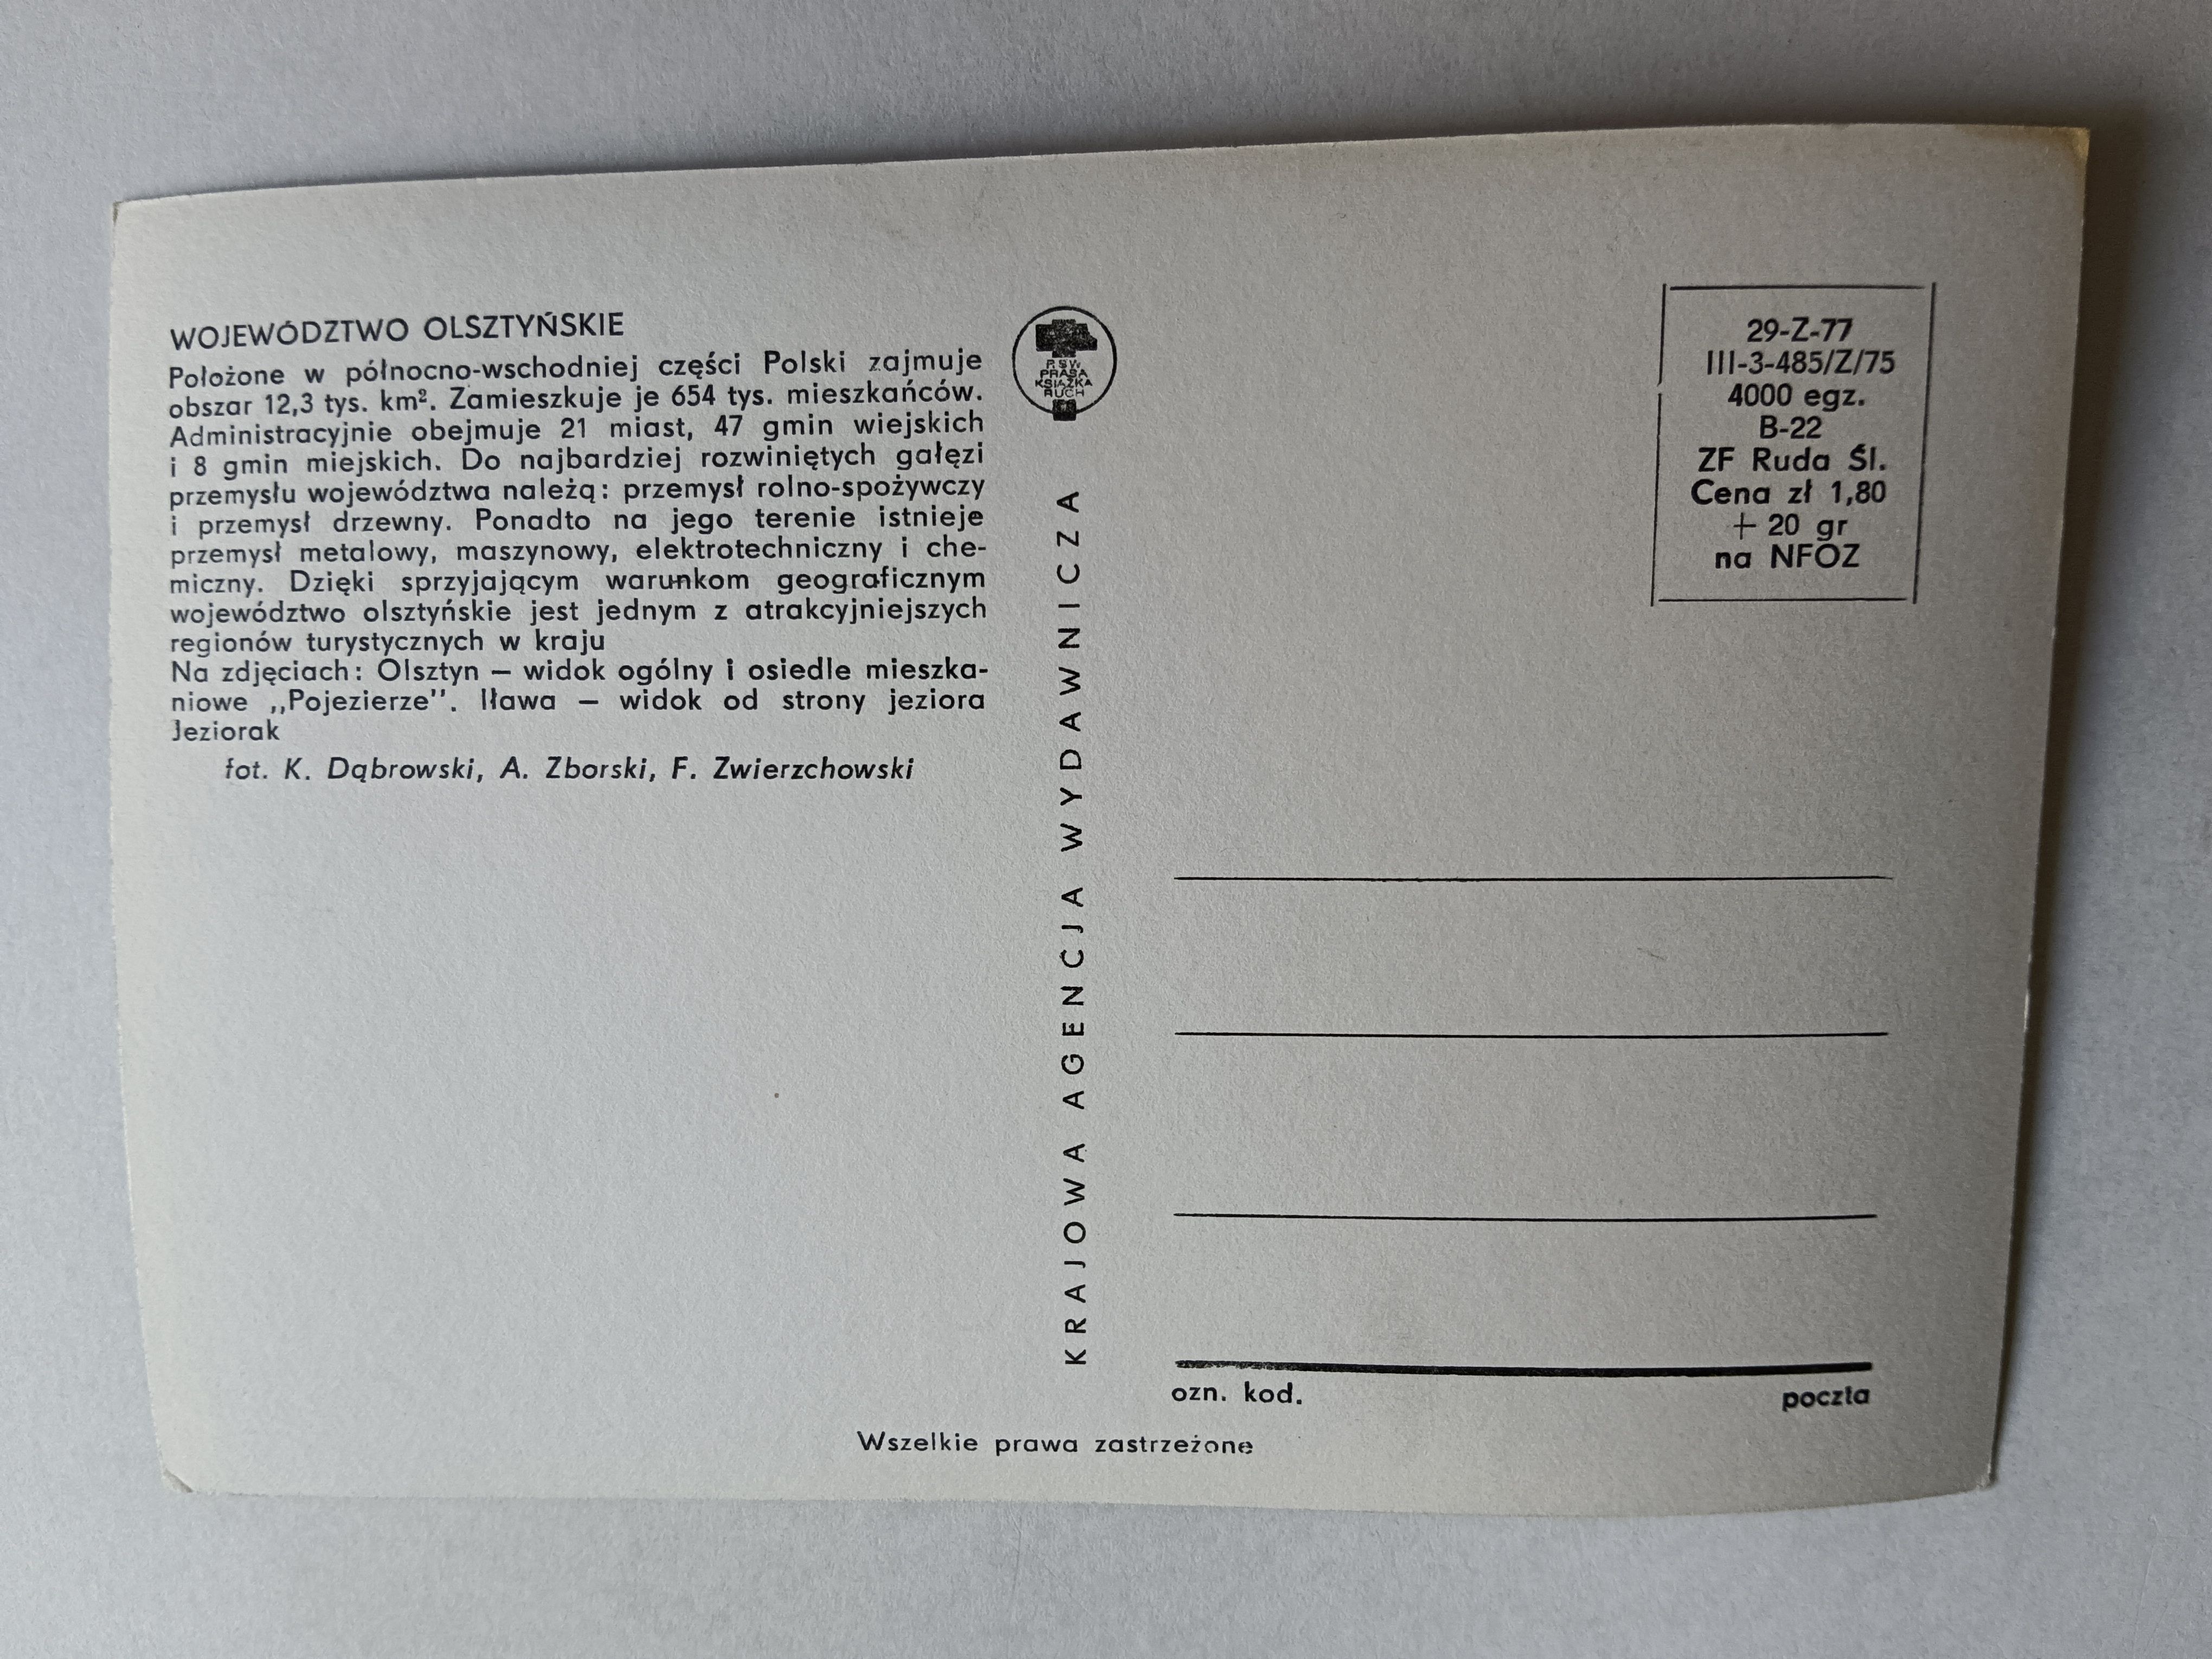 WOJEWÓDZTWO OLSZTYŃSKIE
Położone w północno-wschodniej części Polski zajmuje
obszar 12,3 tys. km². Zamieszkuje je 654 tys. mieszkańców.
Administracyjnie obejmuje 21 miast, 47 gmin wiejskich
i 8 gmin miejskich. Do najbardziej rozwiniętych gałęzi
przemysłu województwa należą: przemysł rolno-spożywczy
i przemysł drzewny. Ponadto na jego terenie istnieje
przemysł metalowy, maszynowy, elektrotechniczny i che-
miczny. Dzięki sprzyjającym warunkom geograficznym
województwo olsztyńskie jest jednym z atrakcyjniejszych
regionów turystycznych w kraju
Na zdjęciach: Olsztyn — widok ogólny i osiedle mieszka-
niowe ,,Pojezierze''. Iława — widok od strony jeziora
Jeziorak
fot. K. Dąbrowski, A. Zborski, F. Zwierzchowski
RSW
PRASA
KSIĄŻKA
RUCH
KRAJOWA AGENCJA WYDAWNICZA
29-Z-77
III-3-485/Z/75
4000 egz.
B-22
ZF Ruda Śl.
Cena zł 1,80
+ 20 gr
na NFOZ
ozn. kod.
poczta
Wszelkie prawa zastrzeżone